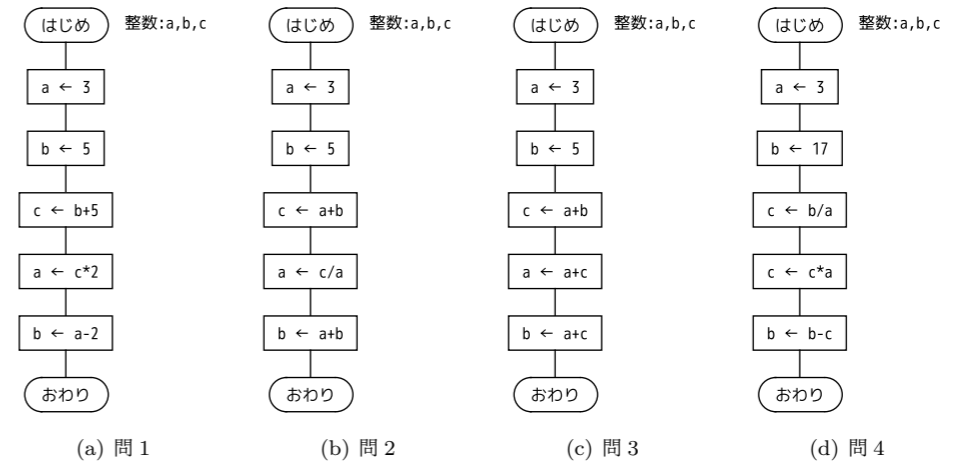 はじめ 整数:a,b,c
a ← 3
b ← 5
c ← b+5
a ← c*2
b ← a-2
おわり
(a) 問 1
はじめ 整数:a,b,c
a ← 3
b ← 5
c ← a+b
a ← c/a
b ← a+b
おわり
(b) 問 2
はじめ 整数:a,b,c
a ← 3
b ← 5
c ← a+b
a ← a+c
b ← a+c
おわり
(c) 問 3
はじめ 整数:a,b,c
a ← 3
b ← 17
c ← b/a
c ← c*a
b ← b-c
おわり
(d) 問 4